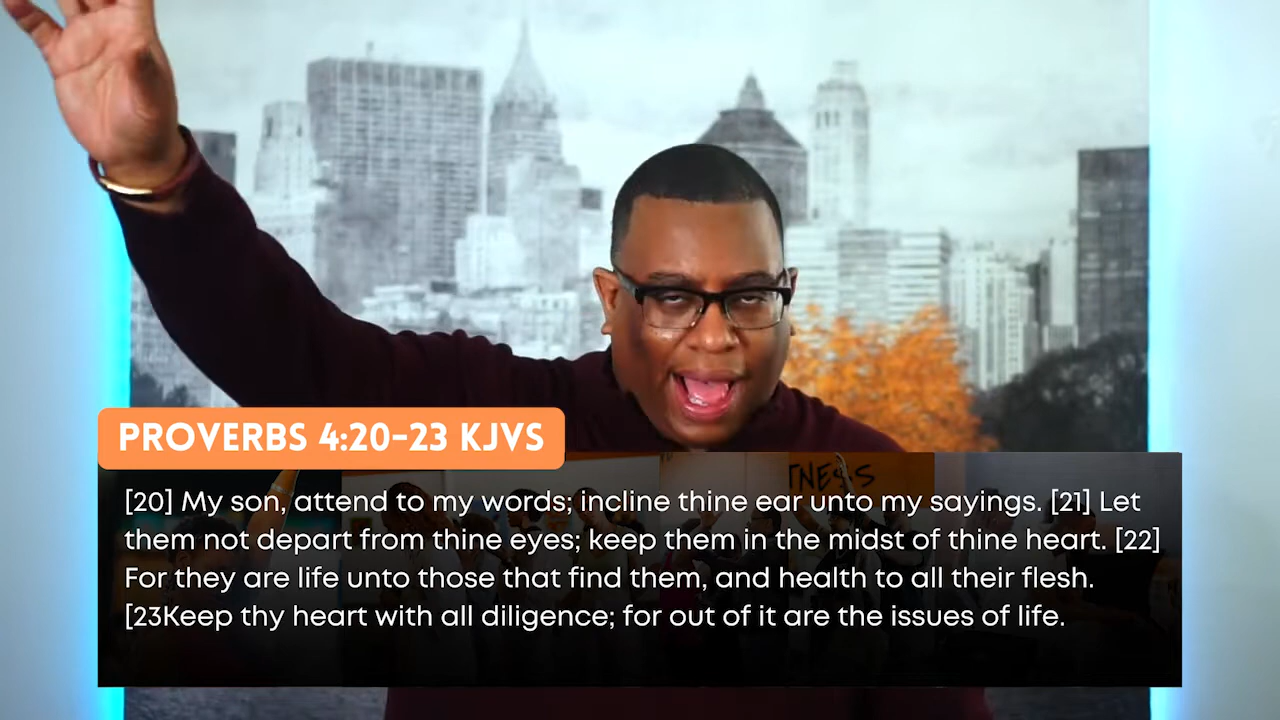 PROVERBS 4:20-23 KJVS
TNESS
[20] My son, attend to my words; incline thine ear unto my sayings. [21] Let
them not depart from thine eyes; keep them in the midst of thine heart. [22]
For they are life unto those that find them, and health to all their flesh.
[23Keep thy heart with all diligence; for out of it are the issues of life.